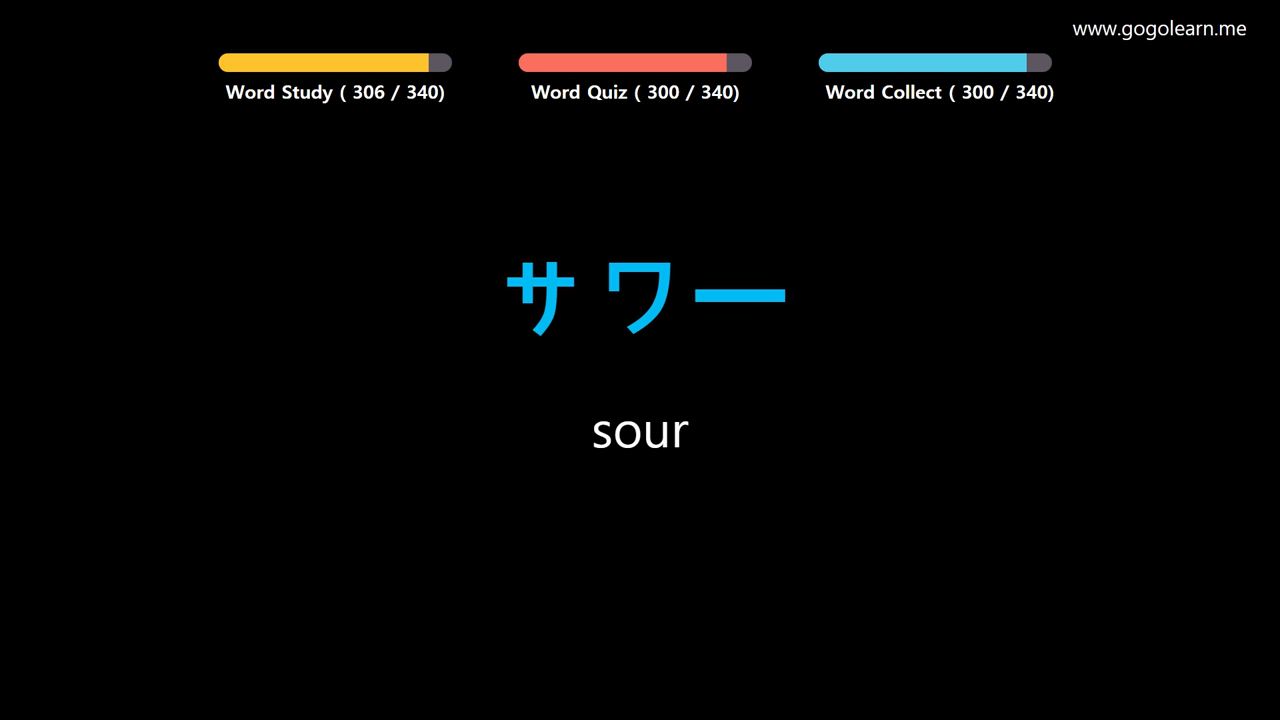 www.gogolearn.me
Word Study ( 306 / 340)
Word Quiz ( 300 / 340)
Word Collect ( 300 / 340)
サワー
sour